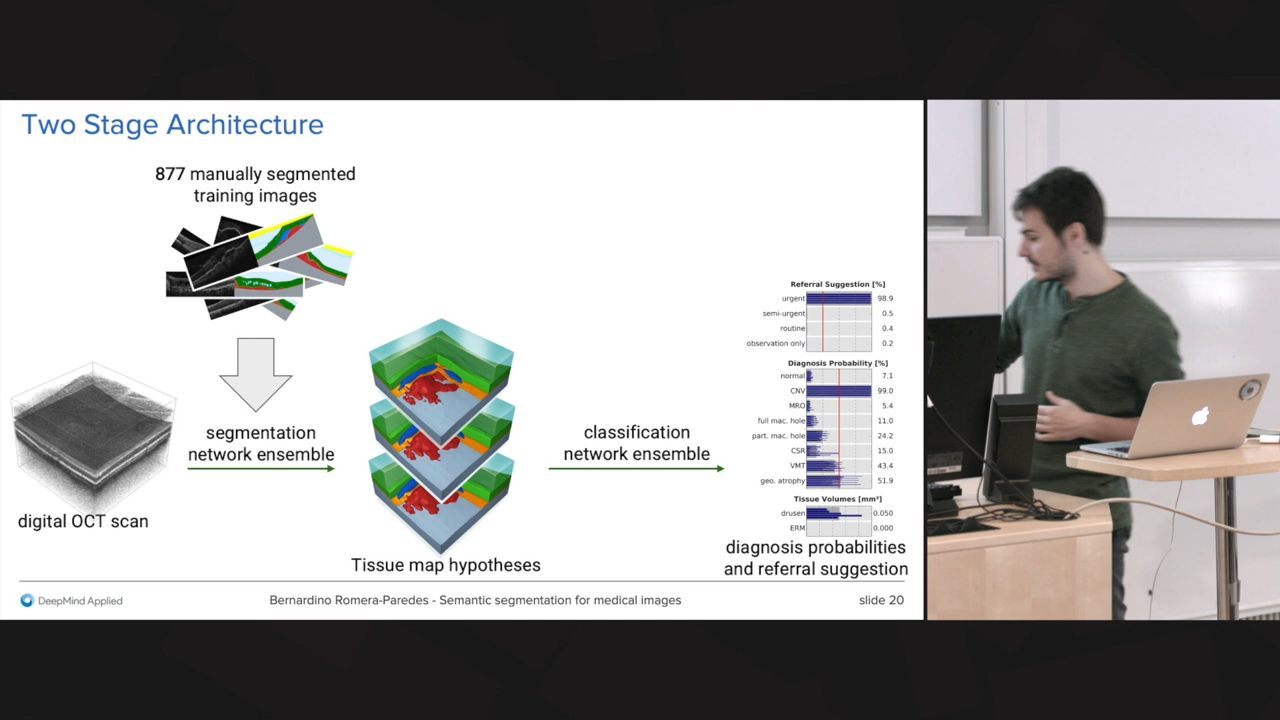 Two Stage Architecture
877 manually segmented
training images
segmentation
network ensemble
digital OCT scan
Tissue map hypotheses
classification
network ensemble
Referral Suggestion [%]
urgent 98.9
semi-urgent 0.5
routine 0.4
observation only 0.2
Diagnosis Probability [%]
normal 7.1
CNV 99.0
MRO 5.4
full mac. hole 11.0
part. mac. hole 24.2
CSR 15.0
VMT 43.4
geo. atrophy 51.9
Tissue Volumes [mm³]
drusen 0.050
ERM 0.000
diagnosis probabilities
and referral suggestion
DeepMind Applied
Bernardino Romera-Paredes - Semantic segmentation for medical images
slide 20